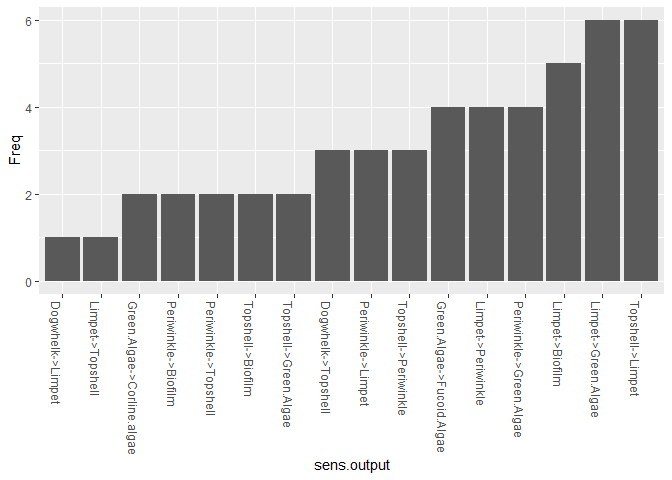 6
4
2
0
Freq
Dogwhelk->Limpet
Limpet->Topshell
Green.Algae->Corline.algae
Periwinkle->Biofilm
Periwinkle->Topshell
Topshell->Biofilm
Topshell->Green.Algae
Dogwhelk->Topshell
Periwinkle->Limpet
Topshell->Periwinkle
Green.Algae->Fucoid.Algae
Limpet->Periwinkle
Periwinkle->Green.Algae
Limpet->Biofilm
Limpet->Green.Algae
Topshell->Limpet
sens.output